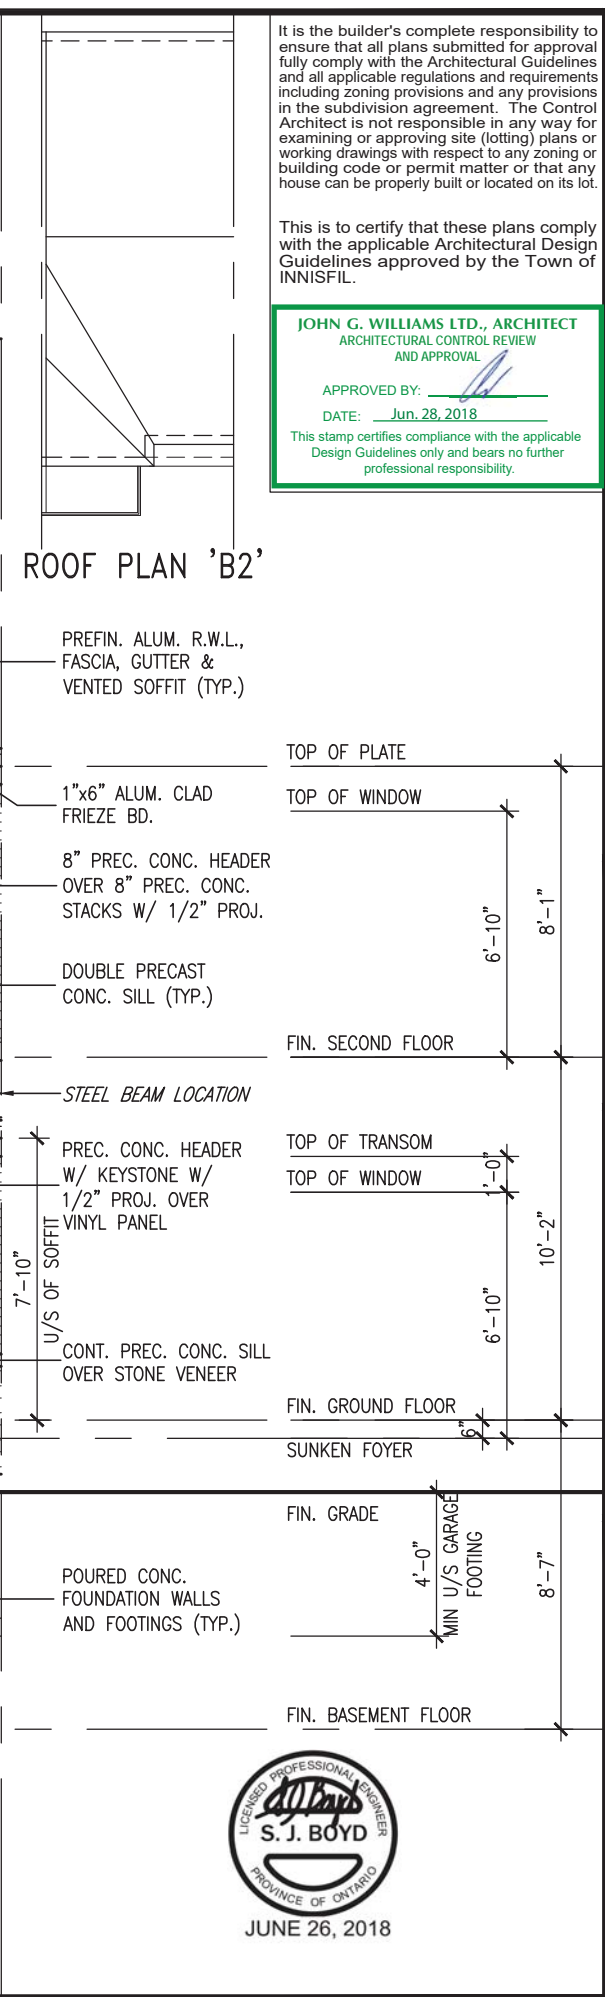 It is the builder's complete responsibility to
ensure that all plans submitted for approval
fully comply with the Architectural Guidelines
and all applicable regulations and requirements
including zoning provisions and any provisions
in the subdivision agreement. The Control
Architect is not responsible in any way for
examining or approving site (lotting) plans or
working drawings with respect to any zoning or
building code or permit matter or that any
house can be properly built or located on its lot.
This is to certify that these plans comply
with the applicable Architectural Design
Guidelines approved by the Town of
INNISFIL.
JOHN G. WILLIAMS LTD., ARCHITECT
ARCHITECTURAL CONTROL REVIEW
AND APPROVAL
APPROVED BY:
DATE: Jun. 28, 2018
This stamp certifies compliance with the applicable
Design Guidelines only and bears no further
professional responsibility.
ROOF PLAN 'B2'
PREFIN. ALUM. R.W.L.,
FASCIA, GUTTER &
VENTED SOFFIT (TYP.)
TOP OF PLATE
1"x6" ALUM. CLAD
FRIEZE BD.
TOP OF WINDOW
8" PREC. CONC. HEADER
OVER 8" PREC. CONC.
STACKS W/ 1/2" PROJ.
6'-10"
8'-1"
DOUBLE PRECAST
CONC. SILL (TYP.)
FIN. SECOND FLOOR
STEEL BEAM LOCATION
PREC. CONC. HEADER
W/ KEYSTONE W/
1/2" PROJ. OVER
VINYL PANEL
TOP OF TRANSOM
1'-0"
TOP OF WINDOW
7'-10"
U/S OF SOFFIT
10'-2"
6'-10"
CONT. PREC. CONC. SILL
OVER STONE VENEER
FIN. GROUND FLOOR
6"
SUNKEN FOYER
FIN. GRADE
4'-0"
MIN U/S GARAGE
FOOTING
8'-7"
POURED CONC.
FOUNDATION WALLS
AND FOOTINGS (TYP.)
FIN. BASEMENT FLOOR
LICENSED PROFESSIONAL ENGINEER
S. J. BOYD
PROVINCE OF ONTARIO
JUNE 26, 2018